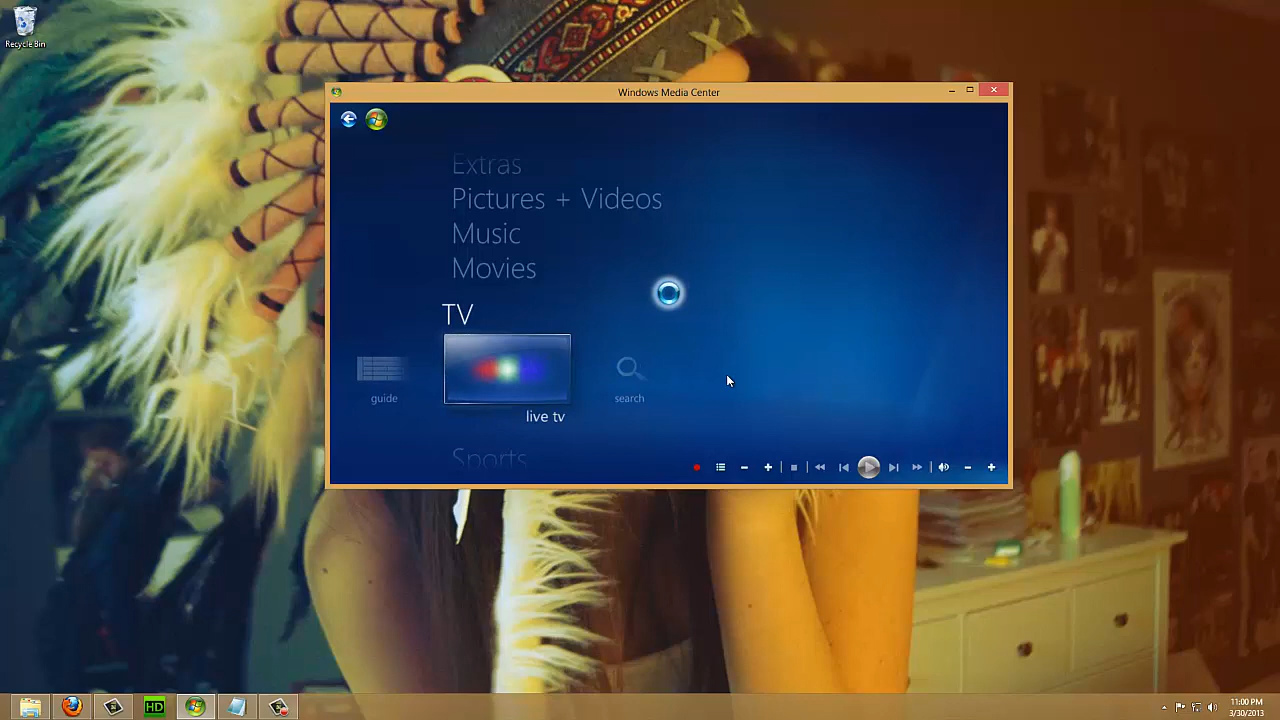 Recycle Bin
Windows Media Center
Extras
Pictures + Videos
Music
Movies
TV
guide
live tv
search
Sports
HD
11:00 PM
3/30/2013